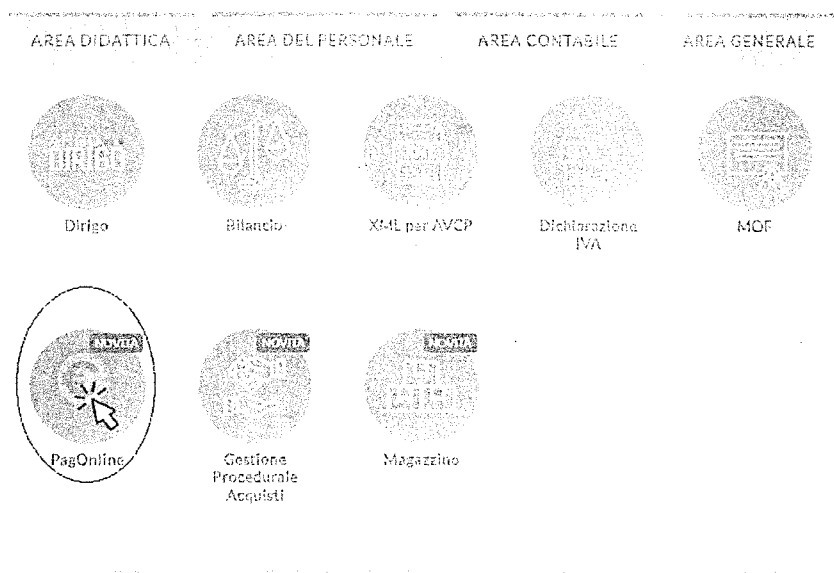 AREA DIDATTICA AREA DEL PERSONALE AREA CONTABILE AREA GENERALE
DIRIGO
Dirigo Bilancio XML per AVCP Dichiarazione IVA MOF
NOVITÀ NOVITÀ NOVITÀ
PagOnline Gestione Procedurale Acquisti Magazzino